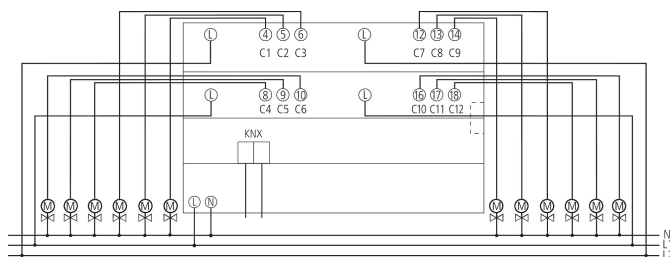 L 4 5 6 L 12 13 14
C1 C2 C3 C7 C8 C9
L 8 9 10 L 16 17 18
C4 C5 C6 C10 C11 C12
KNX
L N
M M M M M M M M M M M M
N